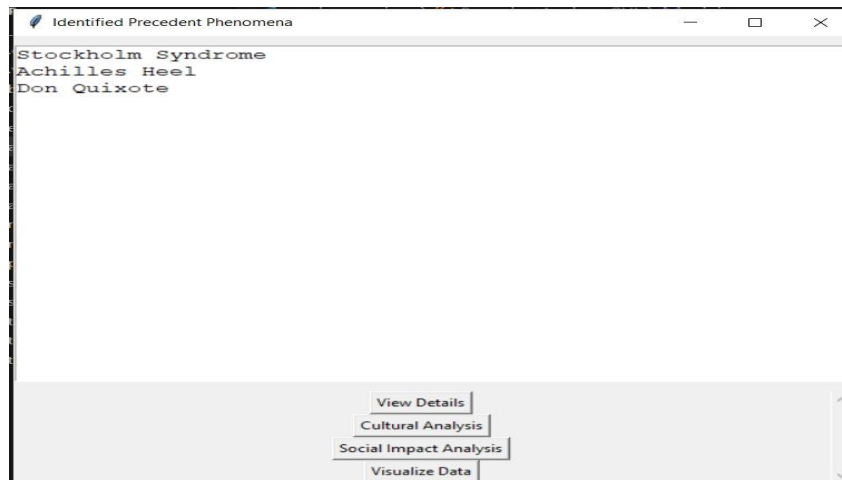 Identified Precedent Phenomena
Stockholm Syndrome
Achilles Heel
Don Quixote
View Details
Cultural Analysis
Social Impact Analysis
Visualize Data